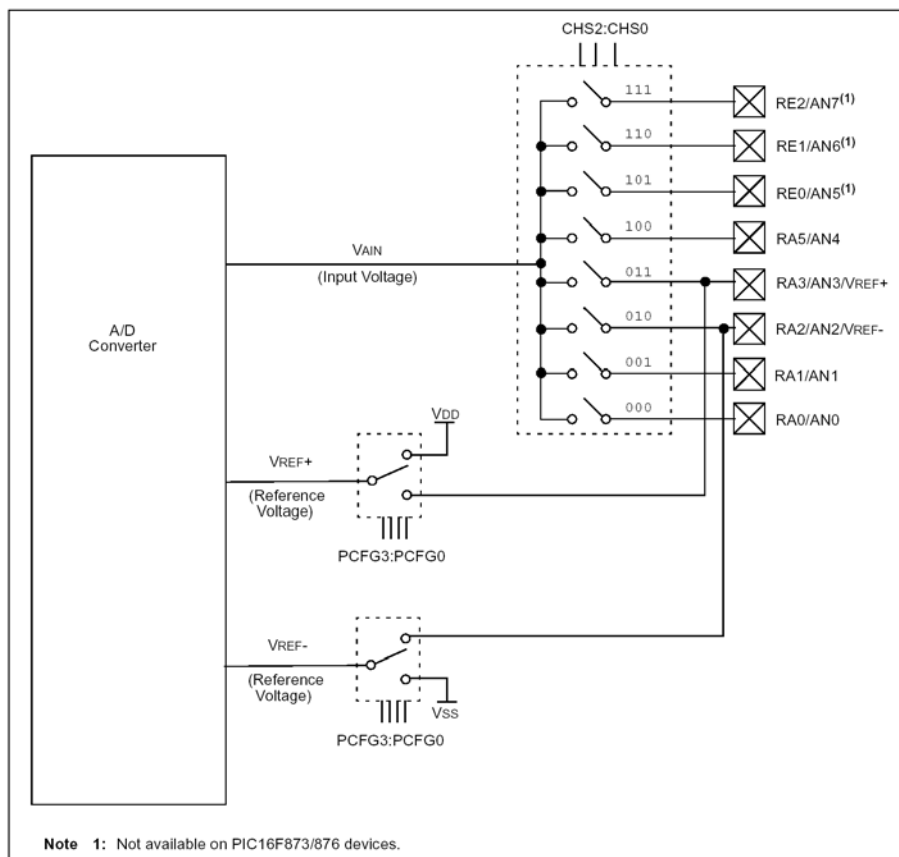 CHS2:CHS0
111 RE2/AN7(1)
110 RE1/AN6(1)
101 RE0/AN5(1)
100 RA5/AN4
VAIN
(Input Voltage)
011 RA3/AN3/VREF+
010 RA2/AN2/VREF-
A/D
Converter
001 RA1/AN1
000 RA0/AN0
VDD
VREF+
(Reference
Voltage)
PCFG3:PCFG0
VREF-
(Reference
Voltage)
VSS
PCFG3:PCFG0
Note 1: Not available on PIC16F873/876 devices.